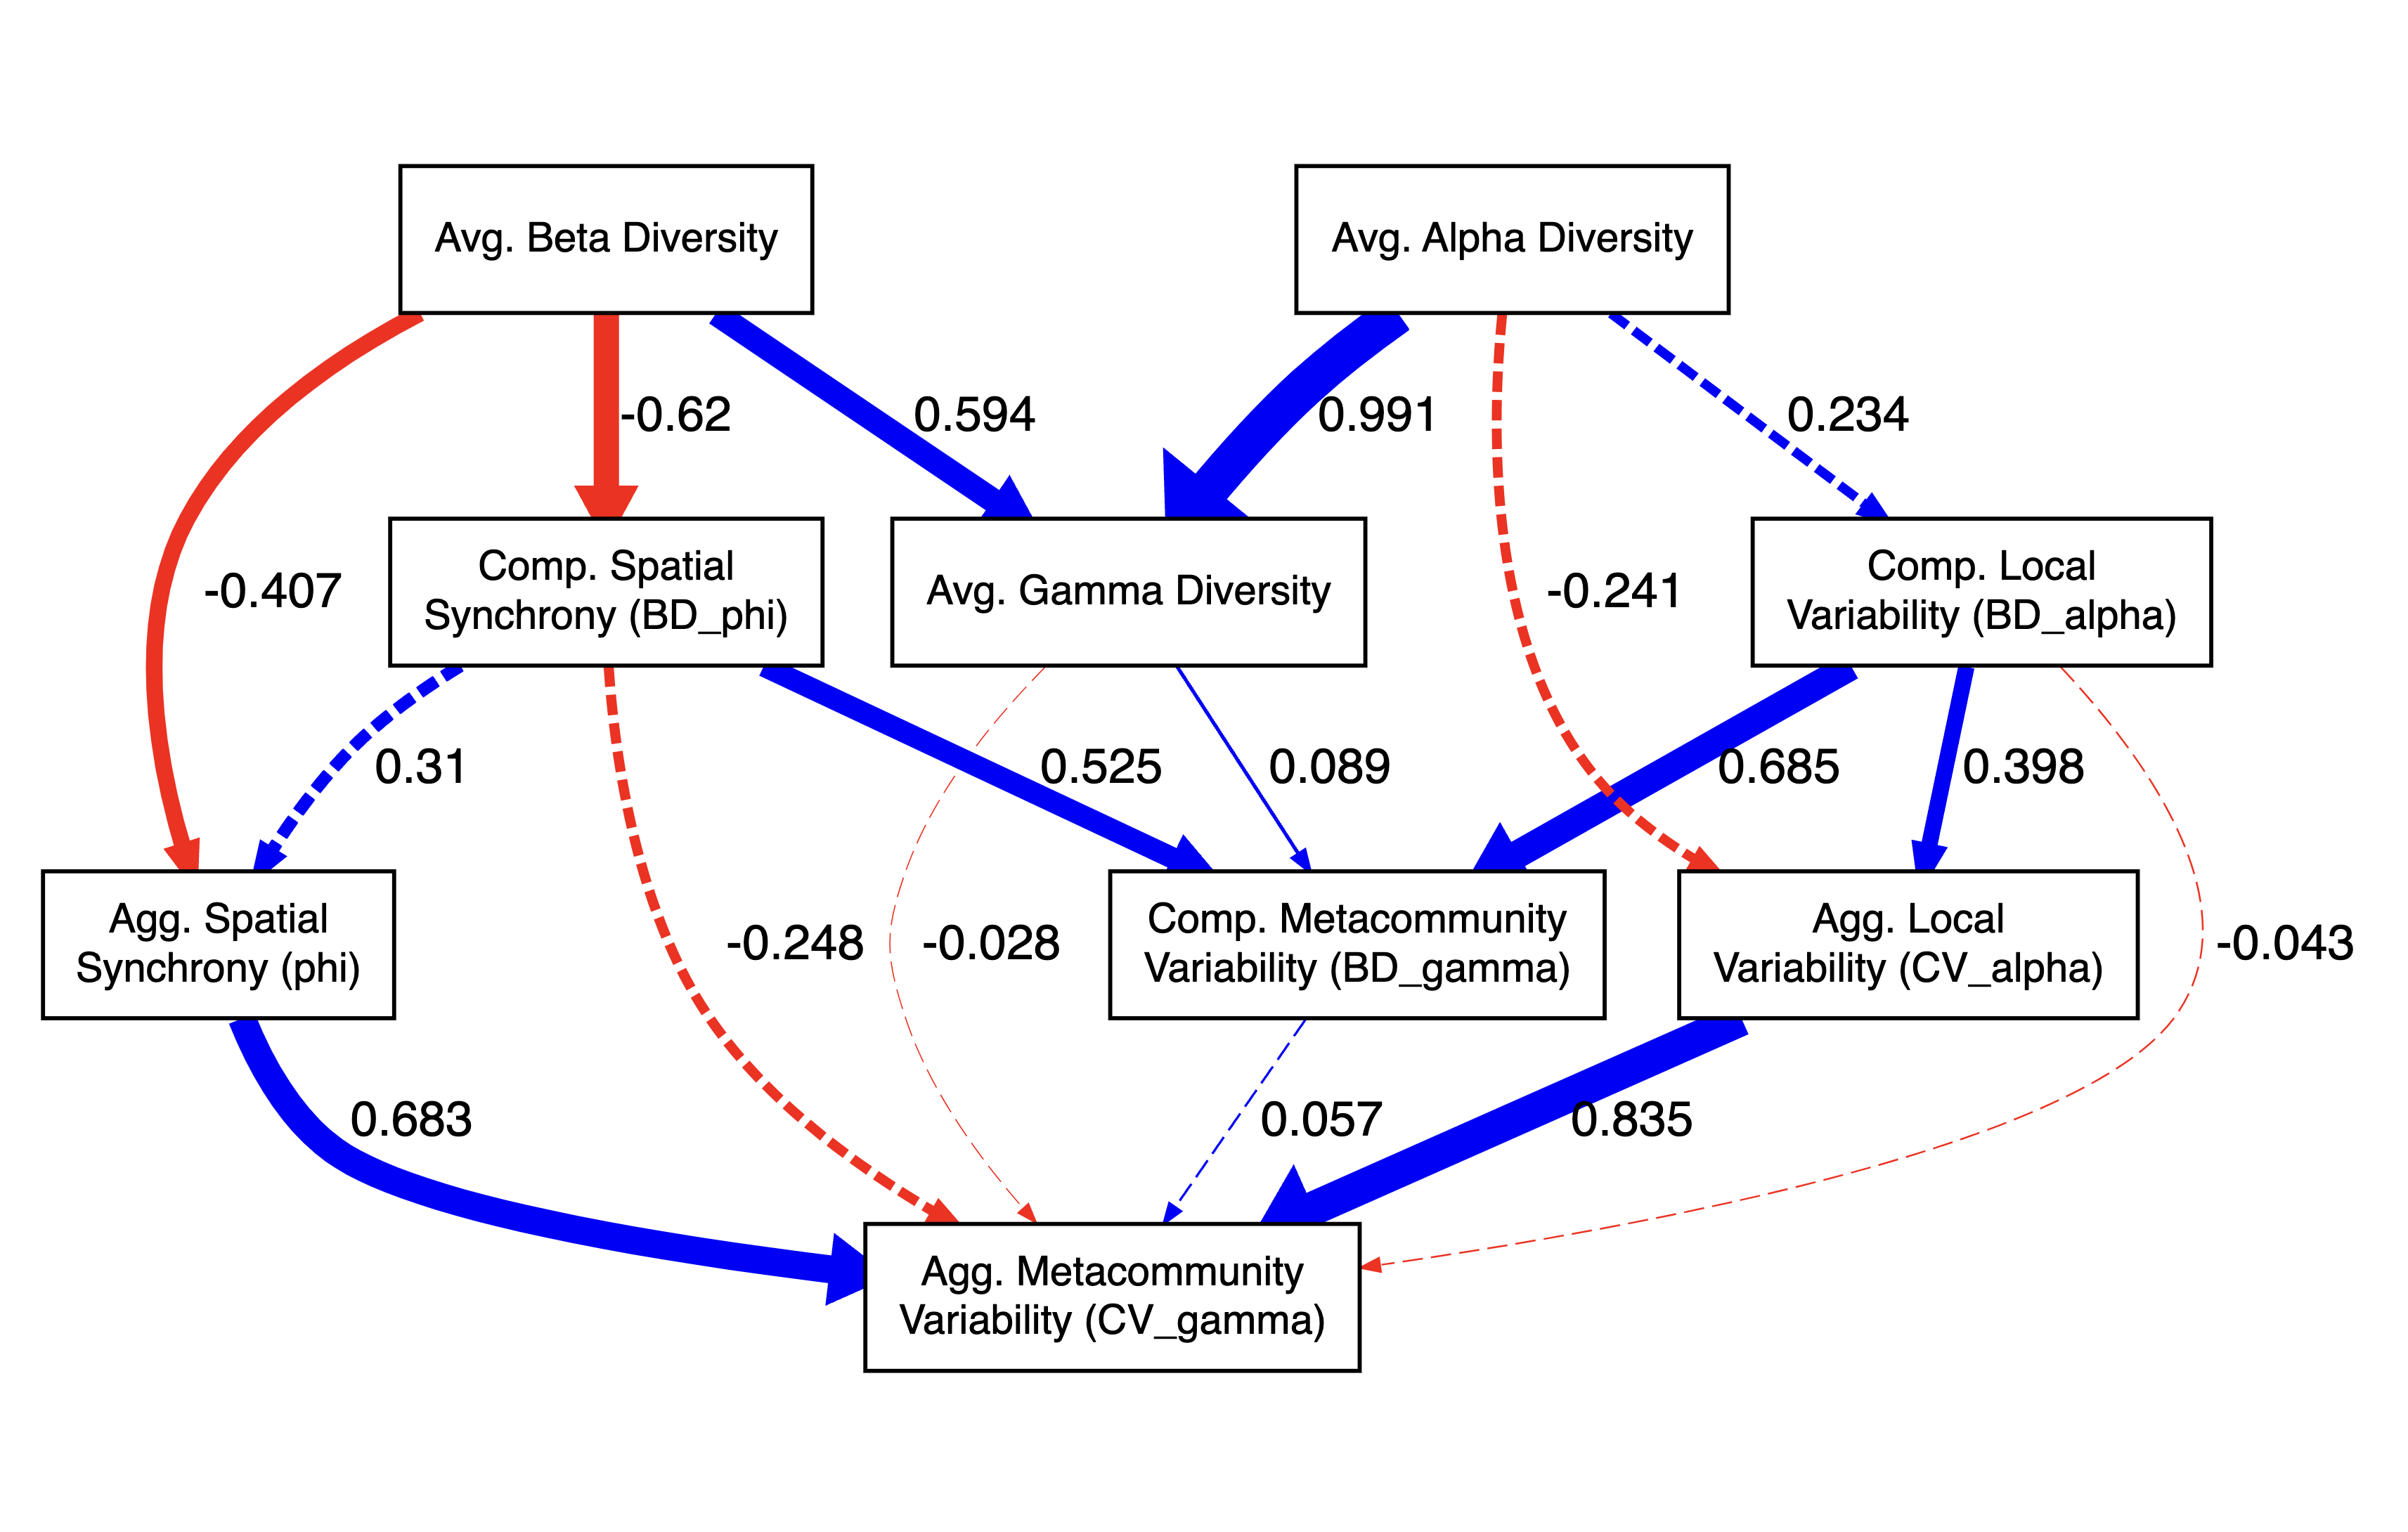 Avg. Beta Diversity
Avg. Alpha Diversity
-0.62
0.594
0.991
0.234
-0.407
Comp. Spatial
Synchrony (BD_phi)
Avg. Gamma Diversity
-0.241
Comp. Local
Variability (BD_alpha)
0.31
0.525
0.089
0.685
0.398
Agg. Spatial
Synchrony (phi)
-0.248
-0.028
Comp. Metacommunity
Variability (BD_gamma)
Agg. Local
Variability (CV_alpha)
-0.043
0.683
0.057
0.835
Agg. Metacommunity
Variability (CV_gamma)